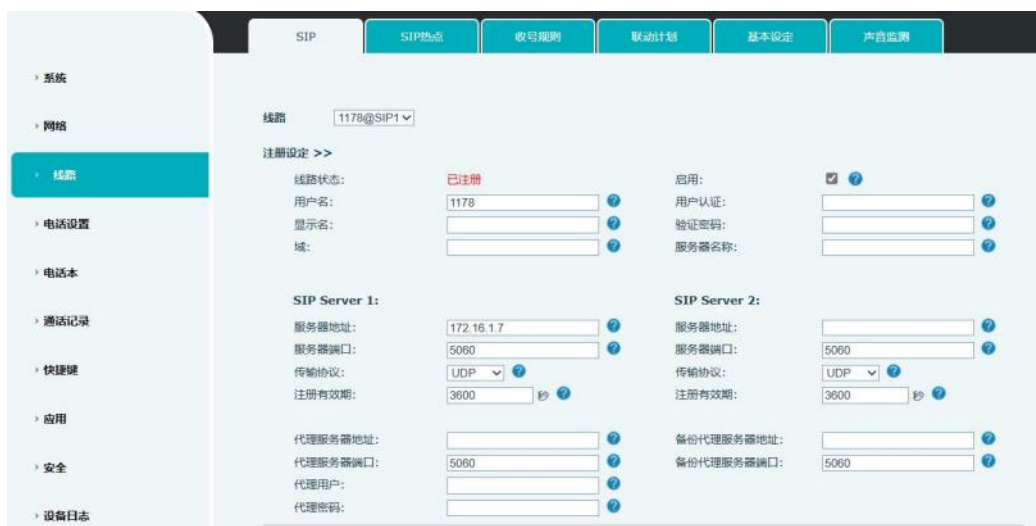 SIP SIP热点 收号规则 联动计划 基本设定 声音监测
系统
网络
线路
电话设置
电话本
通话记录
快捷键
应用
安全
设备日志
线路 1178@SIP1
注册设定 >>
线路状态: 已注册 启用:
用户名: 1178 用户认证:
显示名: 验证密码:
域: 服务器名称:
SIP Server 1: SIP Server 2:
服务器地址: 172.16.1.7 服务器地址:
服务器端口: 5060 服务器端口: 5060
传输协议: UDP 传输协议: UDP
注册有效期: 3600 秒 注册有效期: 3600 秒
代理服务器地址: 备份代理服务器地址:
代理服务器端口: 5060 备份代理服务器端口: 5060
代理用户:
代理密码: